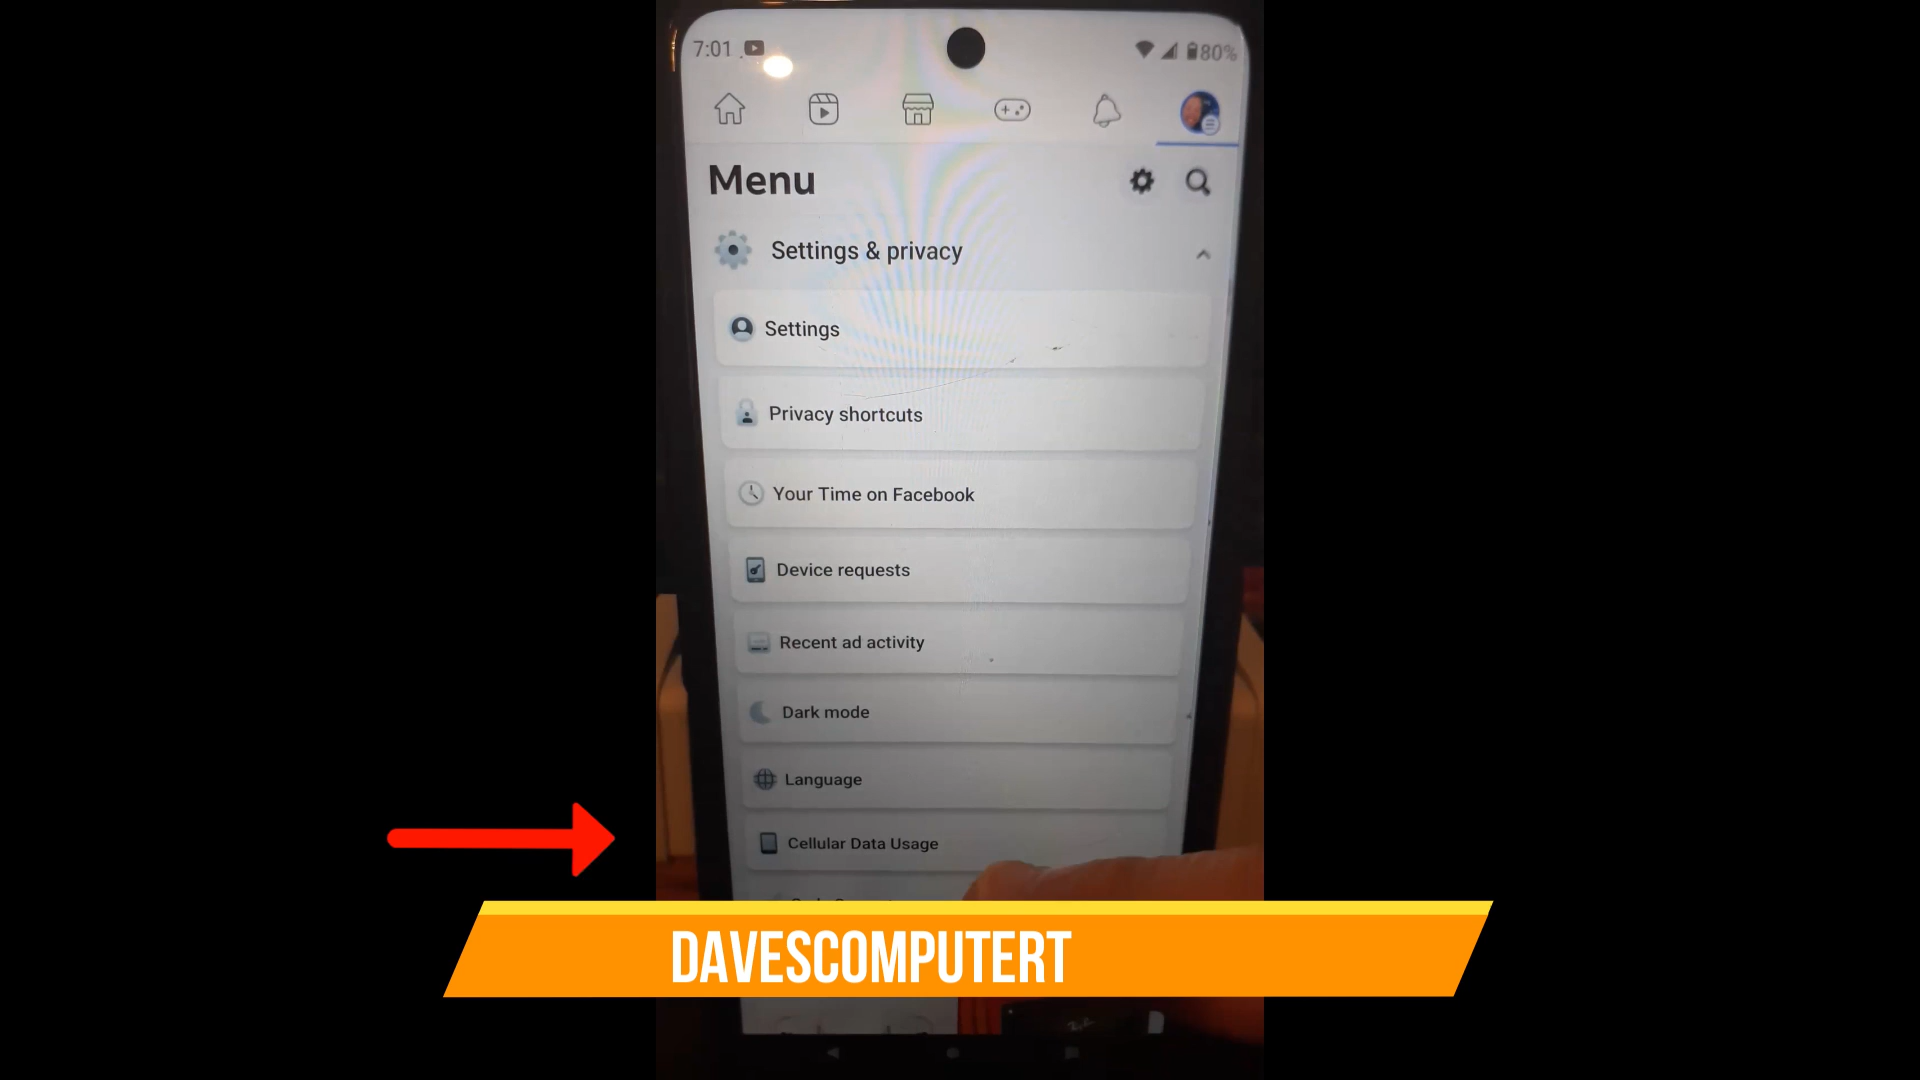 7:01
80%
Menu
Settings & privacy
Settings
Privacy shortcuts
Your Time on Facebook
Device requests
Recent ad activity
Dark mode
Language
Cellular Data Usage
DAVESCOMPUTERT